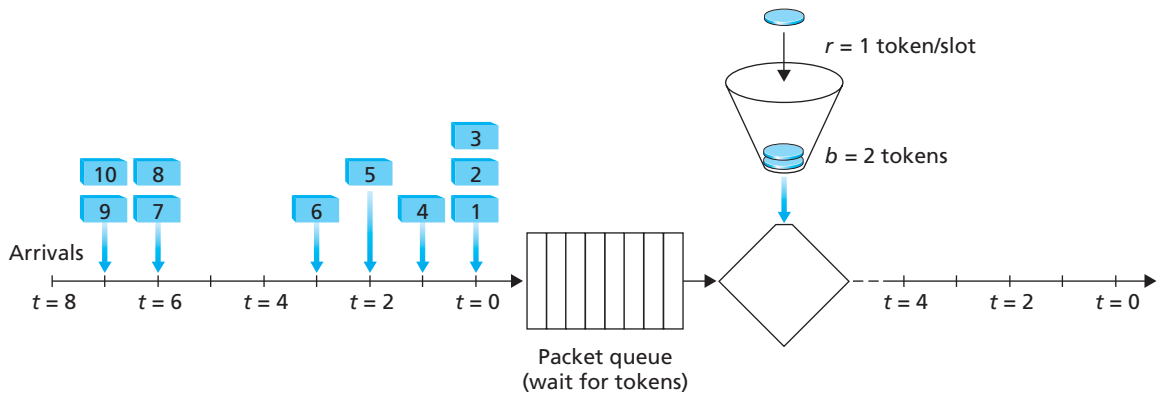 r = 1 token/slot
b = 2 tokens
3
10 8 5 2
9 7 6 4 1
Arrivals
t = 8 t = 6 t = 4 t = 2 t = 0
t = 4 t = 2 t = 0
Packet queue
(wait for tokens)